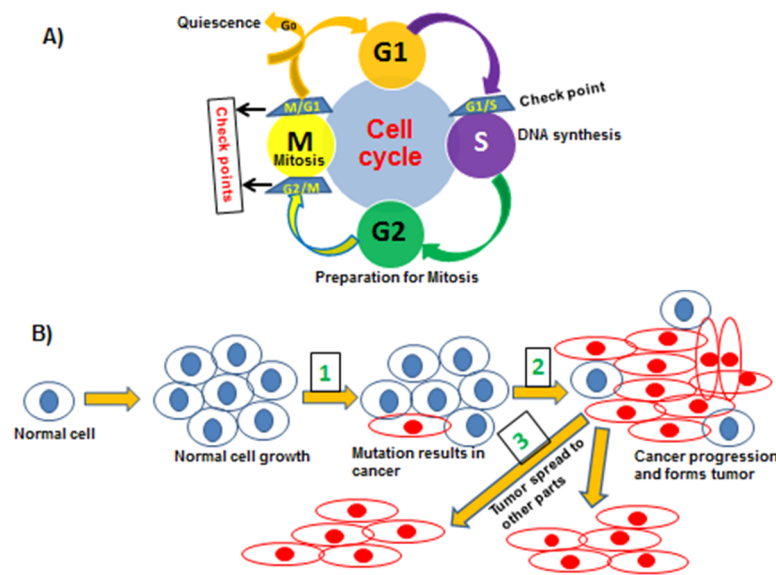 A)
Quiescence
G0
G1
M/G1
G1/S
Check point
Check points
M
Mitosis
Cell
cycle
S
DNA synthesis
G2/M
G2
Preparation for Mitosis
B)
1
2
3
Normal cell
Normal cell growth
Mutation results in
cancer
Cancer progression
and forms tumor
Tumor spread to
other parts